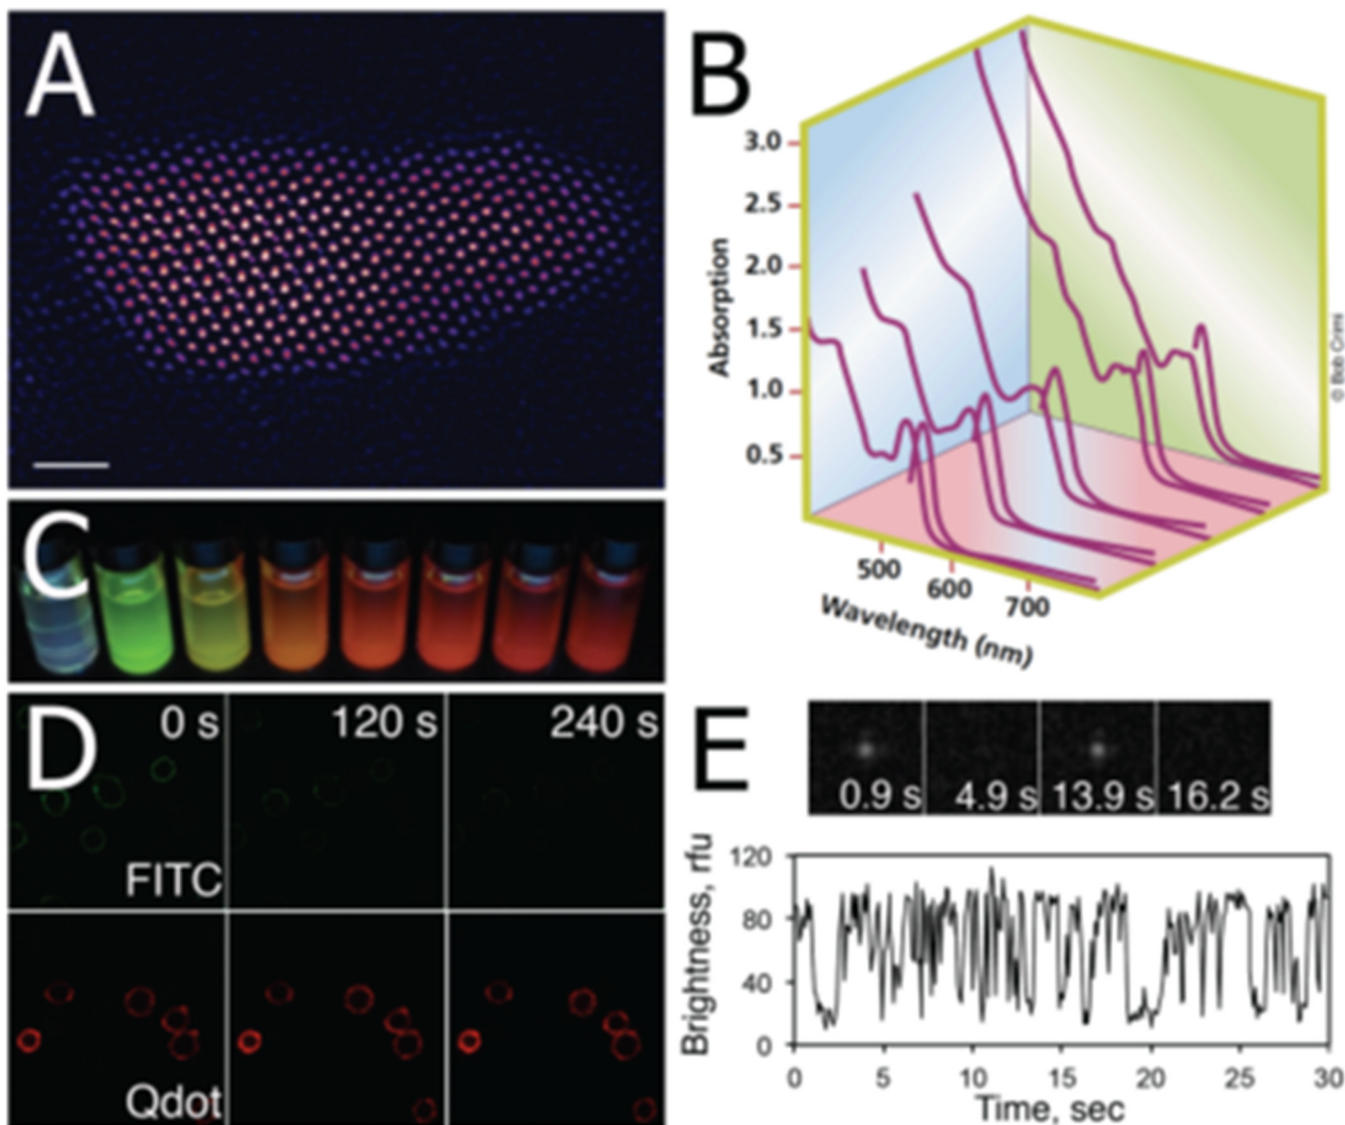 A
B
3.0
2.5
2.0
1.5
1.0
0.5
Absorption
500
600
700
Wavelength (nm)
© Bob Crimi
C
D
0 s
120 s
240 s
FITC
Qdot
E
0.9 s
4.9 s
13.9 s
16.2 s
Brightness, rfu
120
80
40
0
0
5
10
15
20
25
30
Time, sec